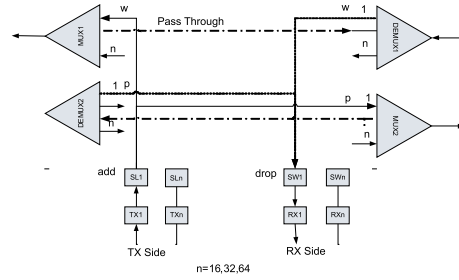 w
w
1
Pass Through
MUX1
DEMUX1
n
n
1
p
p
1
DEMUX2
MUX2
n
n
add
drop
SL1
SLn
SW1
SWn
TX1
TXn
RX1
RXn
TX Side
RX Side
n=16,32,64